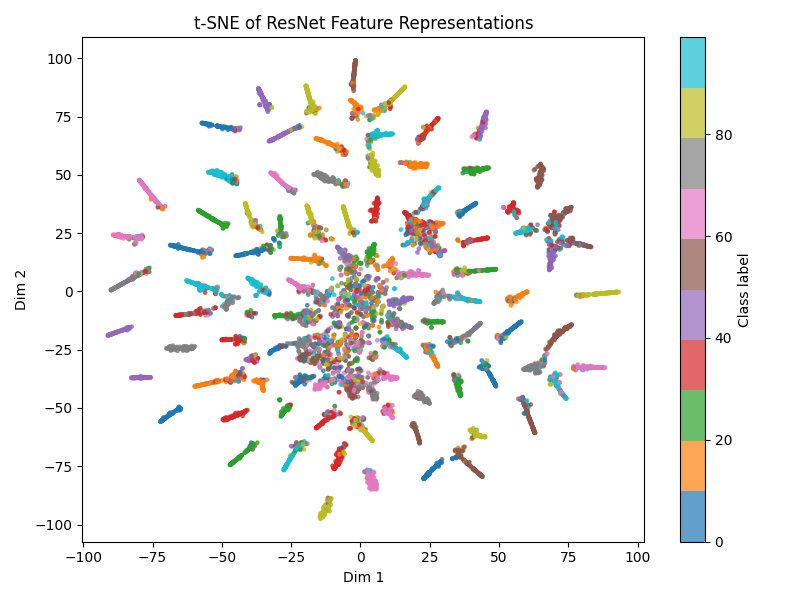 t-SNE of ResNet Feature Representations
100
75
50
25
0
−25
−50
−75
−100
Dim 2
−100 −75 −50 −25 0 25 50 75 100
Dim 1
80
60
40
20
0
Class label